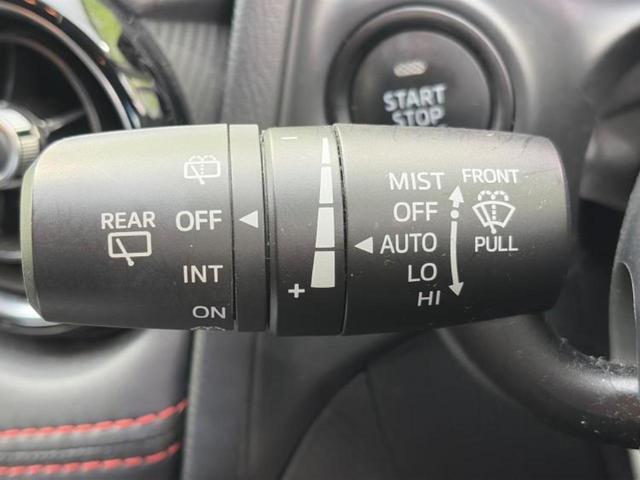 START
STOP
REAR
OFF
INT
ON
-
+
MIST
OFF
AUTO
LO
HI
FRONT
PULL